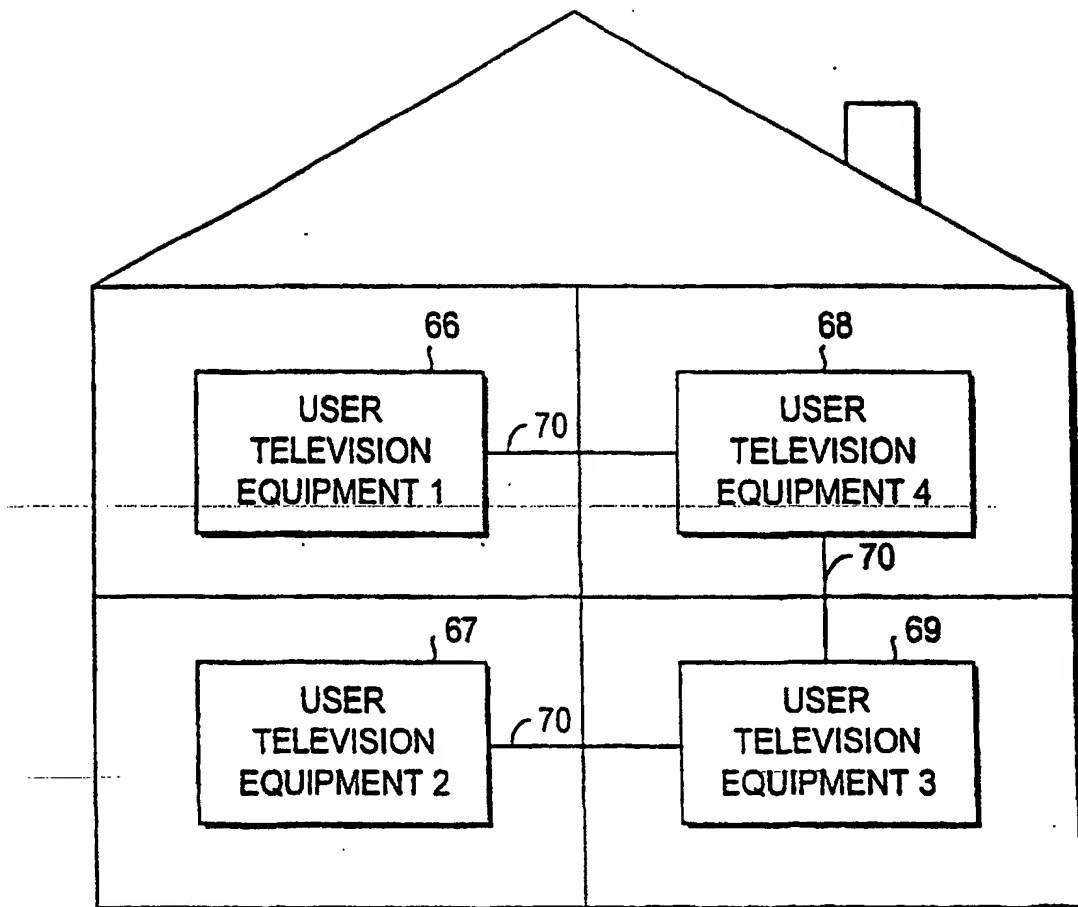 66
USER
TELEVISION
EQUIPMENT 1
70
68
USER
TELEVISION
EQUIPMENT 4
70
67
USER
TELEVISION
EQUIPMENT 2
70
69
USER
TELEVISION
EQUIPMENT 3